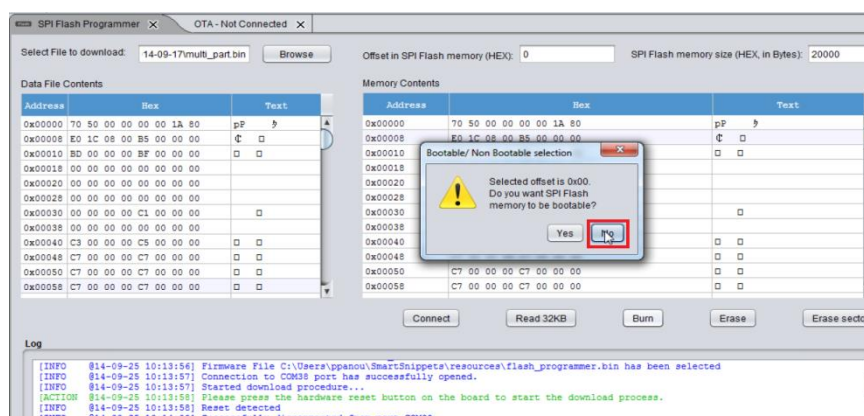 SPI Flash Programmer X OTA - Not Connected X
Select File to download: 14-09-17\multi_part.bin Browse Offset in SPI Flash memory (HEX): 0 SPI Flash memory size (HEX, in Bytes): 20000
Data File Contents Memory Contents
Address Hex Text Address Hex Text
0x00000 70 50 00 00 00 00 1A 80 pP 0x00000 70 50 00 00 00 00 1A 80 pP
0x00008 E0 1C 08 00 B5 00 00 00 0x00008 E0 1C 08 00 B5 00 00 00
0x00010 BD 00 00 00 BF 00 00 00 0x00010
0x00018 00 00 00 00 00 00 00 00 0x00018
0x00020 00 00 00 00 00 00 00 00 0x00020
0x00028 00 00 00 00 00 00 00 00 0x00028
0x00030 00 00 00 00 C1 00 00 00 0x00030
0x00038 00 00 00 00 00 00 00 00 0x00038
0x00040 C3 00 00 00 C5 00 00 00 0x00040
0x00048 C7 00 00 00 C7 00 00 00 0x00048
0x00050 C7 00 00 00 C7 00 00 00 0x00050 C7 00 00 00 C7 00 00 00
0x00058 C7 00 00 00 C7 00 00 00 0x00058 C7 00 00 00 C7 00 00 00
Bootable/ Non Bootable selection
Selected offset is 0x00.
Do you want SPI Flash
memory to be bootable?
Yes No
Connect Read 32KB Burn Erase Erase
Log
[INFO @14-09-25 10:13:56] Firmware File C:\Users\ppanou\SmartSnippets\resources\flash_programmer.bin has been selected
[INFO @14-09-25 10:13:57] Connection to COM38 port has successfully opened.
[INFO @14-09-25 10:13:57] Started download procedure...
[ACTION @14-09-25 10:13:58] Please press the hardware reset button on the board to start the download process.
[INFO @14-09-25 10:13:58] Reset detected